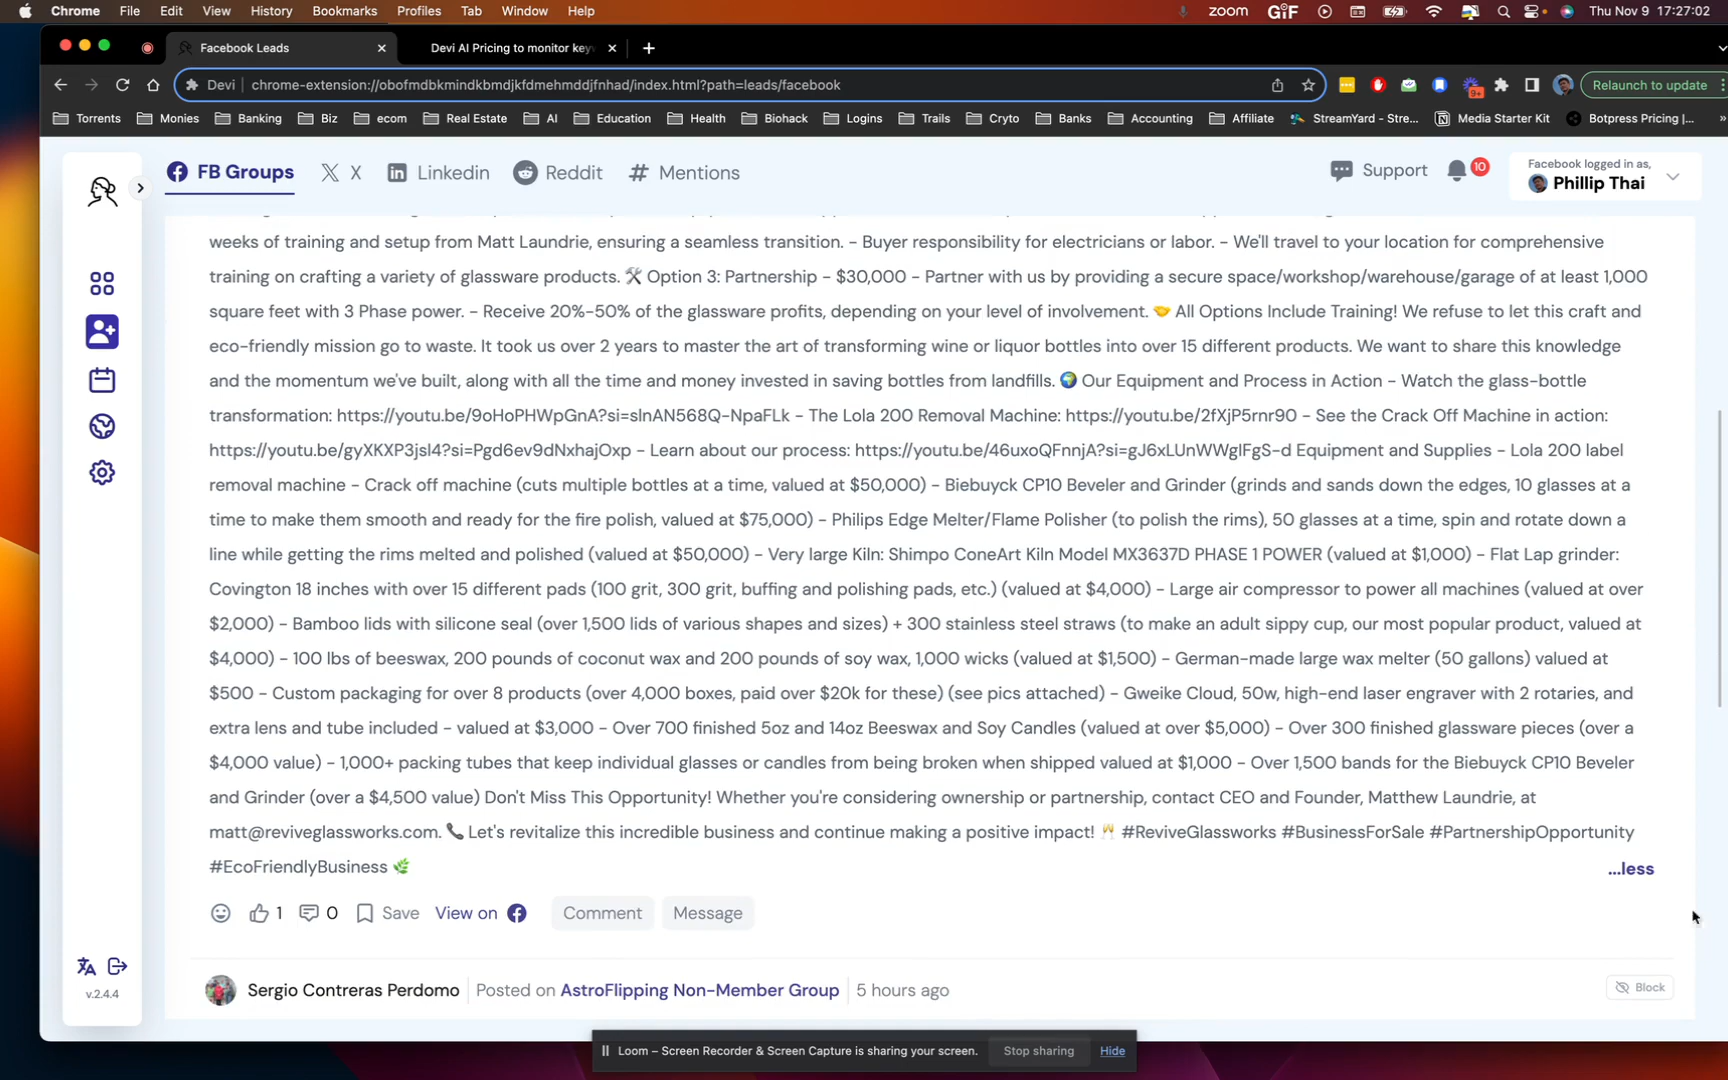 Chrome File Edit View History Bookmarks Profiles Tab Window Help zoom GIF Thu Nov 9 17:27:02
Facebook Leads Devi AI Pricing to monitor key
Devi chrome-extension://obofmdbkmindkbmdjkfdmehmddjfnhad/index.html?path=leads/facebook 9+ Relaunch to update
Torrents Monies Banking Biz ecom Real Estate AI Education Health Biohack Logins Trails Cryto Banks Accounting Affiliate StreamYard - Stre... Media Starter Kit Botpress Pricing |... »
FB Groups X Linkedin Reddit # Mentions Support 10 Facebook logged in as,
Phillip Thai
weeks of training and setup from Matt Laundrie, ensuring a seamless transition. - Buyer responsibility for electricians or labor. - We'll travel to your location for comprehensive
training on crafting a variety of glassware products. 🛠 Option 3: Partnership - $30,000 - Partner with us by providing a secure space/workshop/warehouse/garage of at least 1,000
square feet with 3 Phase power. - Receive 20%-50% of the glassware profits, depending on your level of involvement. 🤝 All Options Include Training! We refuse to let this craft and
eco-friendly mission go to waste. It took us over 2 years to master the art of transforming wine or liquor bottles into over 15 different products. We want to share this knowledge
and the momentum we've built, along with all the time and money invested in saving bottles from landfills. 🌍 Our Equipment and Process in Action - Watch the glass-bottle
transformation: https://youtu.be/9oHoPHWpGnA?si=slnAN568Q-NpaFLk - The Lola 200 Removal Machine: https://youtu.be/2fXjP5rnr90 - See the Crack Off Machine in action:
https://youtu.be/gyXKXP3jsI4?si=Pgd6ev9dNxhajOxp - Learn about our process: https://youtu.be/46uxoQFnnjA?si=gJ6xLUnWWglFgS-d Equipment and Supplies - Lola 200 label
removal machine - Crack off machine (cuts multiple bottles at a time, valued at $50,000) - Biebuyck CP10 Beveler and Grinder (grinds and sands down the edges, 10 glasses at a
time to make them smooth and ready for the fire polish, valued at $75,000) - Philips Edge Melter/Flame Polisher (to polish the rims), 50 glasses at a time, spin and rotate down a
line while getting the rims melted and polished (valued at $50,000) - Very large Kiln: Shimpo ConeArt Kiln Model MX3637D PHASE 1 POWER (valued at $1,000) - Flat Lap grinder:
Covington 18 inches with over 15 different pads (100 grit, 300 grit, buffing and polishing pads, etc.) (valued at $4,000) - Large air compressor to power all machines (valued at over
$2,000) - Bamboo lids with silicone seal (over 1,500 lids of various shapes and sizes) + 300 stainless steel straws (to make an adult sippy cup, our most popular product, valued at
$4,000) - 100 lbs of beeswax, 200 pounds of coconut wax and 200 pounds of soy wax, 1,000 wicks (valued at $1,500) - German-made large wax melter (50 gallons) valued at
$500 - Custom packaging for over 8 products (over 4,000 boxes, paid over $20k for these) (see pics attached) - Gweike Cloud, 50w, high-end laser engraver with 2 rotaries, and
extra lens and tube included - valued at $3,000 - Over 700 finished 5oz and 14oz Beeswax and Soy Candles (valued at over $5,000) - Over 300 finished glassware pieces (over a
$4,000 value) - 1,000+ packing tubes that keep individual glasses or candles from being broken when shipped valued at $1,000 - Over 1,500 bands for the Biebuyck CP10 Beveler
and Grinder (over a $4,500 value) Don't Miss This Opportunity! Whether you're considering ownership or partnership, contact CEO and Founder, Matthew Laundrie, at
matt@reviveglassworks.com. 📞 Let's revitalize this incredible business and continue making a positive impact! 🥂 #ReviveGlassworks #BusinessForSale #PartnershipOpportunity
#EcoFriendlyBusiness 🌿 ...less
1 0 Save View on Comment Message
v.2.4.4
Sergio Contreras Perdomo Posted on AstroFlipping Non-Member Group 5 hours ago Block
Loom – Screen Recorder & Screen Capture is sharing your screen. Stop sharing Hide